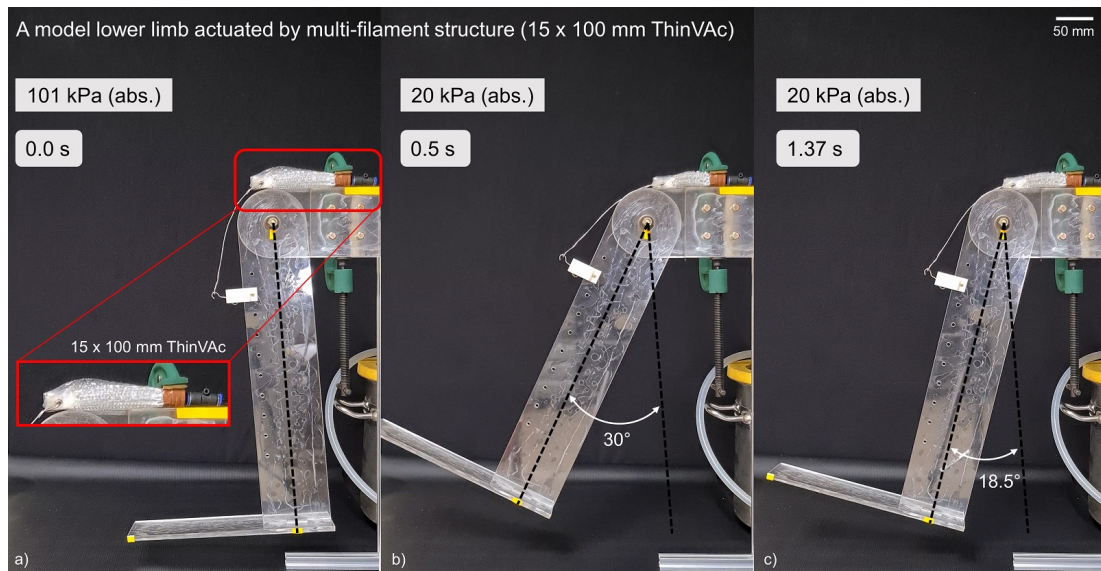 A model lower limb actuated by multi-filament structure (15 x 100 mm ThinVAc)
50 mm
101 kPa (abs.)
0.0 s
15 x 100 mm ThinVAc
a)
20 kPa (abs.)
0.5 s
30°
b)
20 kPa (abs.)
1.37 s
18.5°
c)